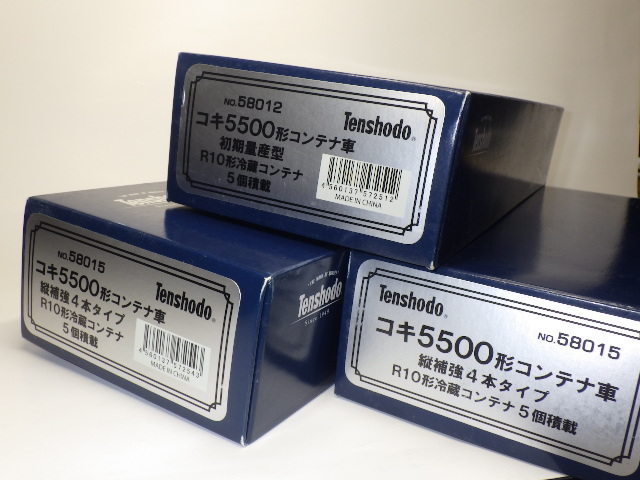 NO.58012
Tenshodo
コキ5500形コンテナ車
初期量産型
R10形冷蔵コンテナ
5個積載
4560137572512
MADE IN CHINA
NO.58015
Tenshodo
コキ5500形コンテナ車
縦補強4本タイプ
R10形冷蔵コンテナ
5個積載
4560137572543
MADE IN CHINA
Tenshodo
SINCE 1949
Tenshodo
NO.58015
コキ5500形コンテナ車
縦補強4本タイプ
R10形冷蔵コンテナ5個積載